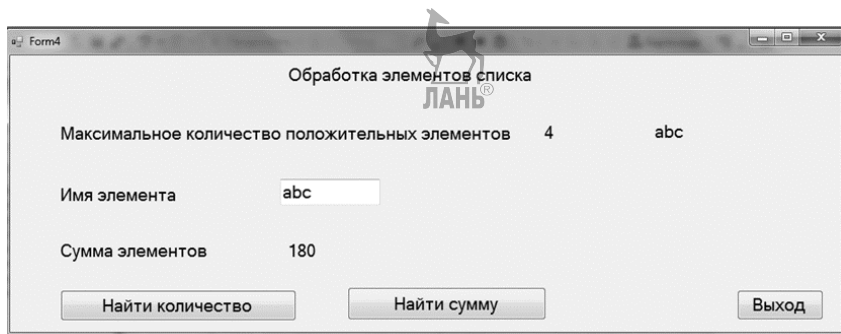 Form4
Обработка элементов списка
ЛАНЬ®
Максимальное количество положительных элементов 4 abc
Имя элемента abc
Сумма элементов 180
Найти количество Найти сумму Выход